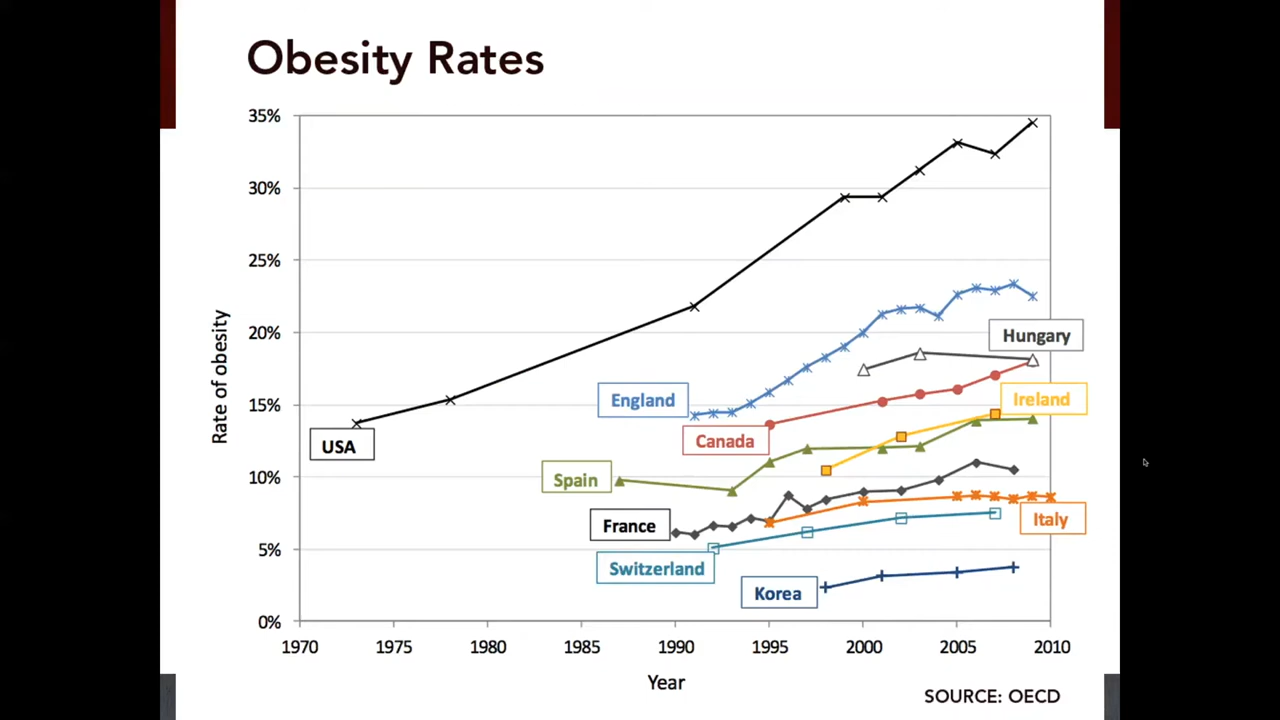 Obesity Rates
35%
30%
25%
20%
15%
10%
5%
0%
Rate of obesity
Hungary
England
Ireland
Canada
USA
Spain
France
Italy
Switzerland
Korea
1970 1975 1980 1985 1990 1995 2000 2005 2010
Year
SOURCE: OECD